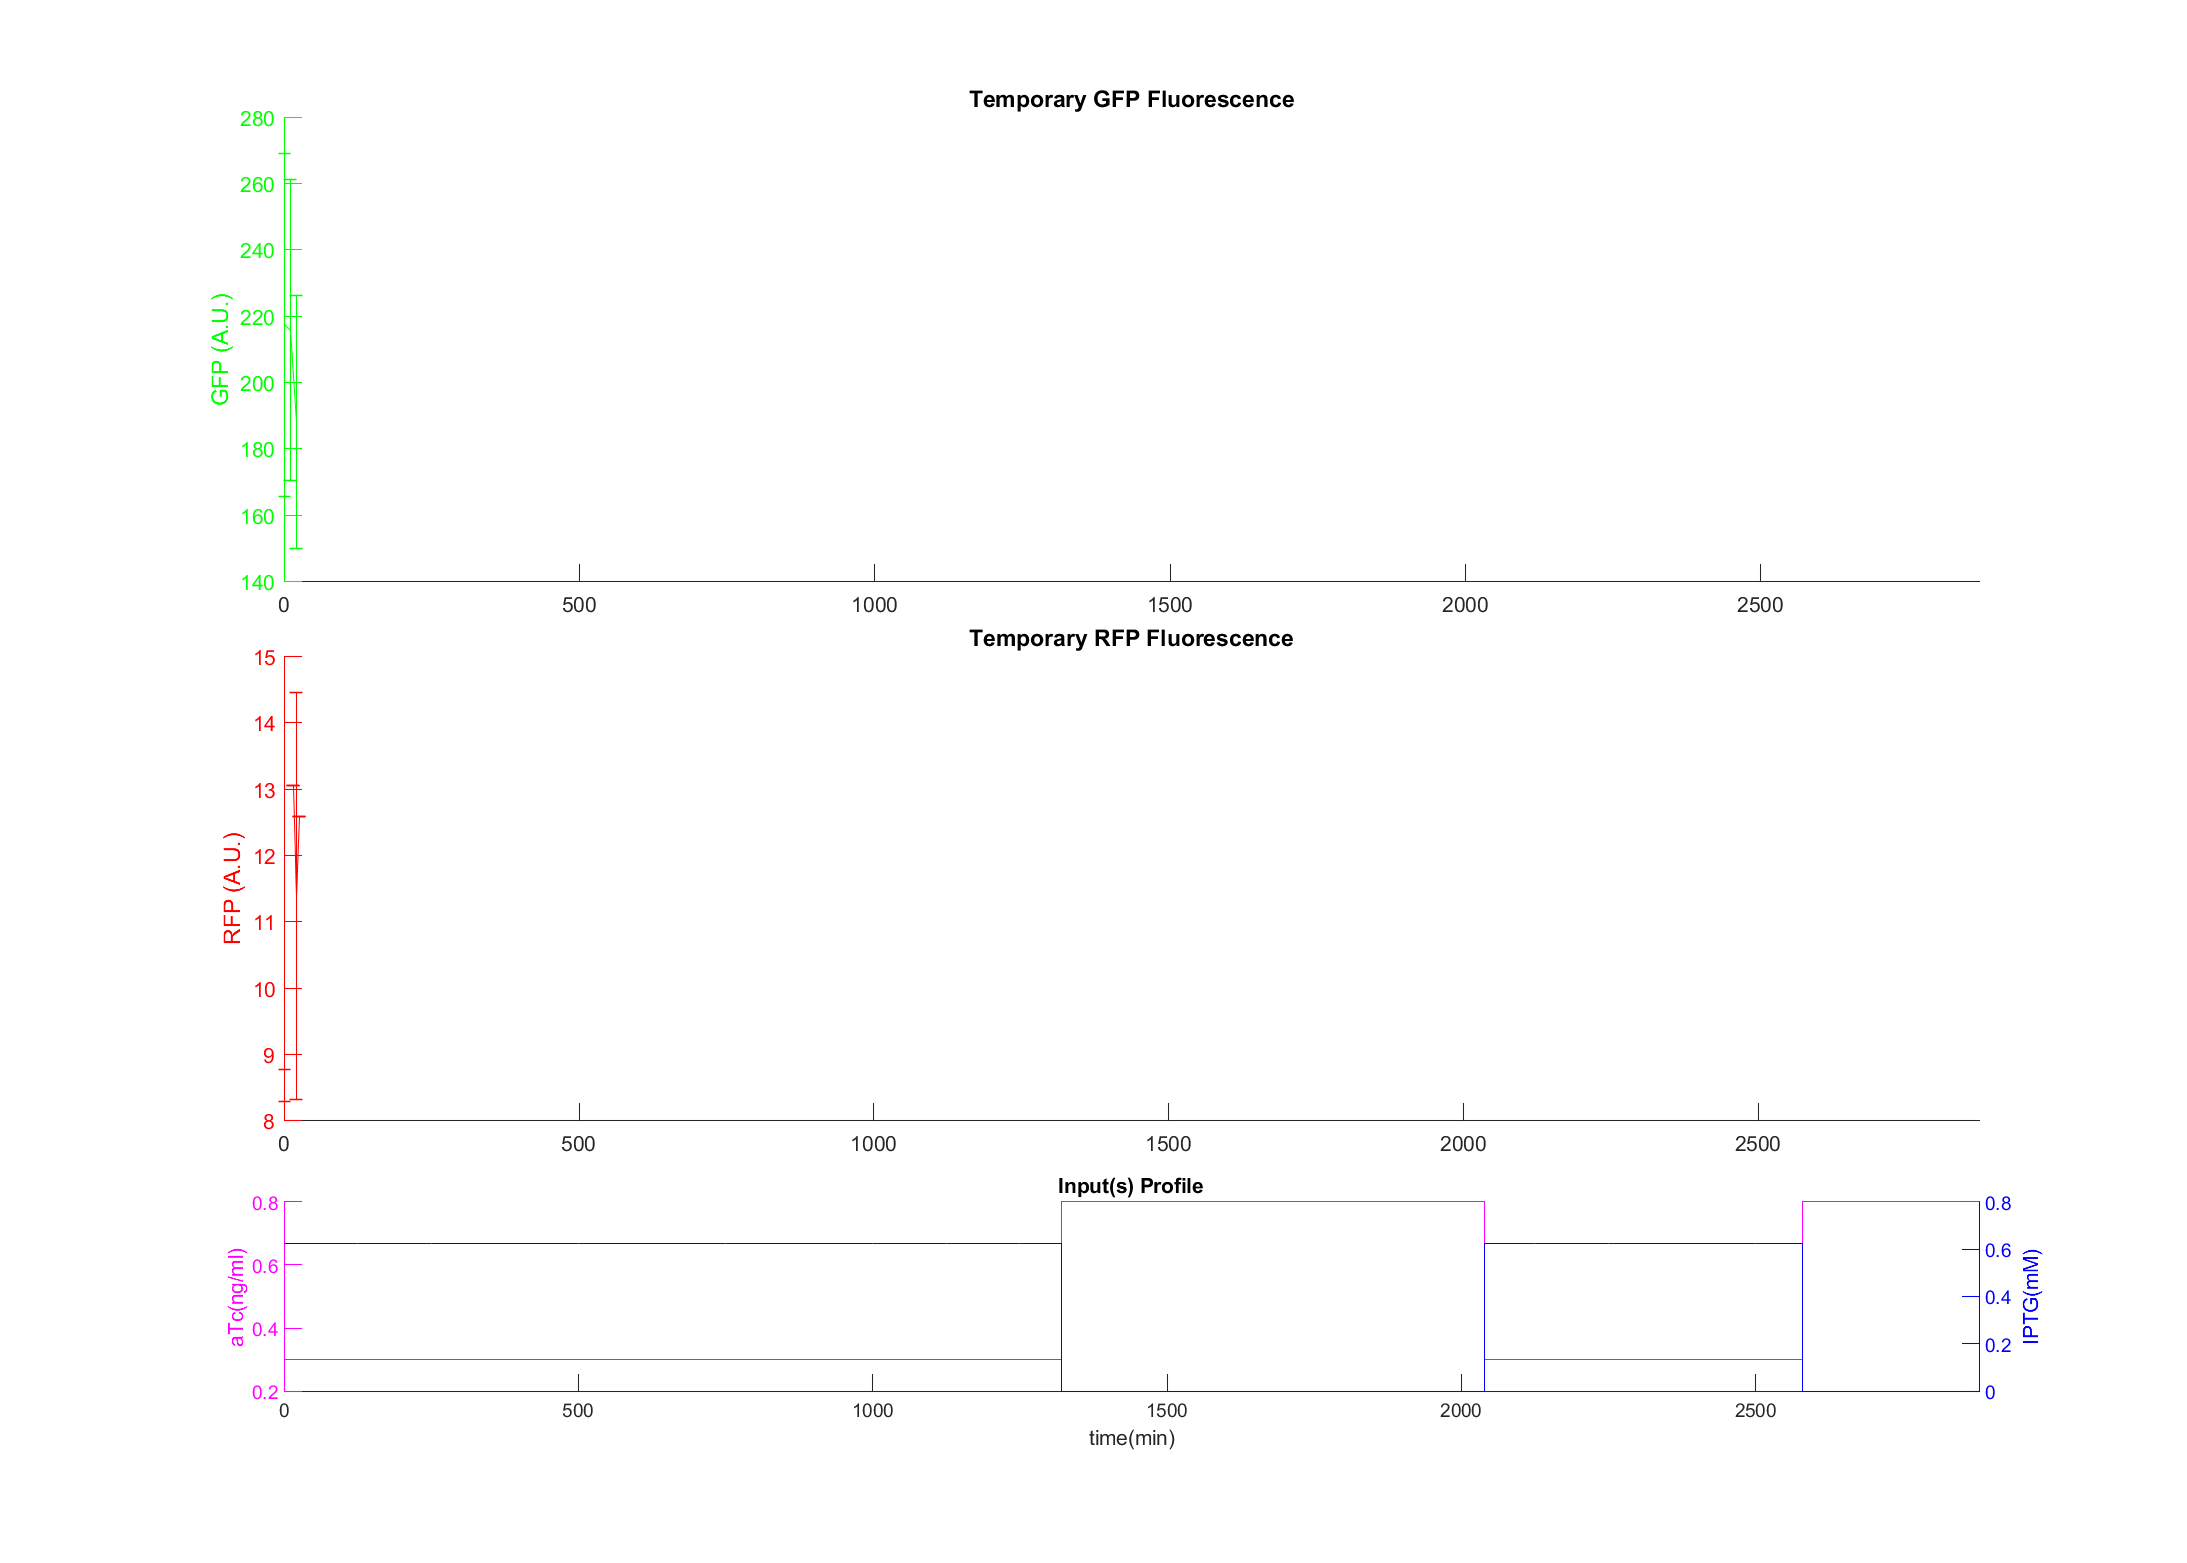 Temporary GFP Fluorescence
280
260
240
220
200
180
160
140
GFP (A.U.)
0 500 1000 1500 2000 2500
Temporary RFP Fluorescence
15
14
13
12
11
10
9
8
RFP (A.U.)
0 500 1000 1500 2000 2500
Input(s) Profile
0.8
0.6
0.4
0.2
aTc(ng/ml)
0.8
0.6
0.4
0.2
0
IPTG(mM)
0 500 1000 1500 2000 2500
time(min)